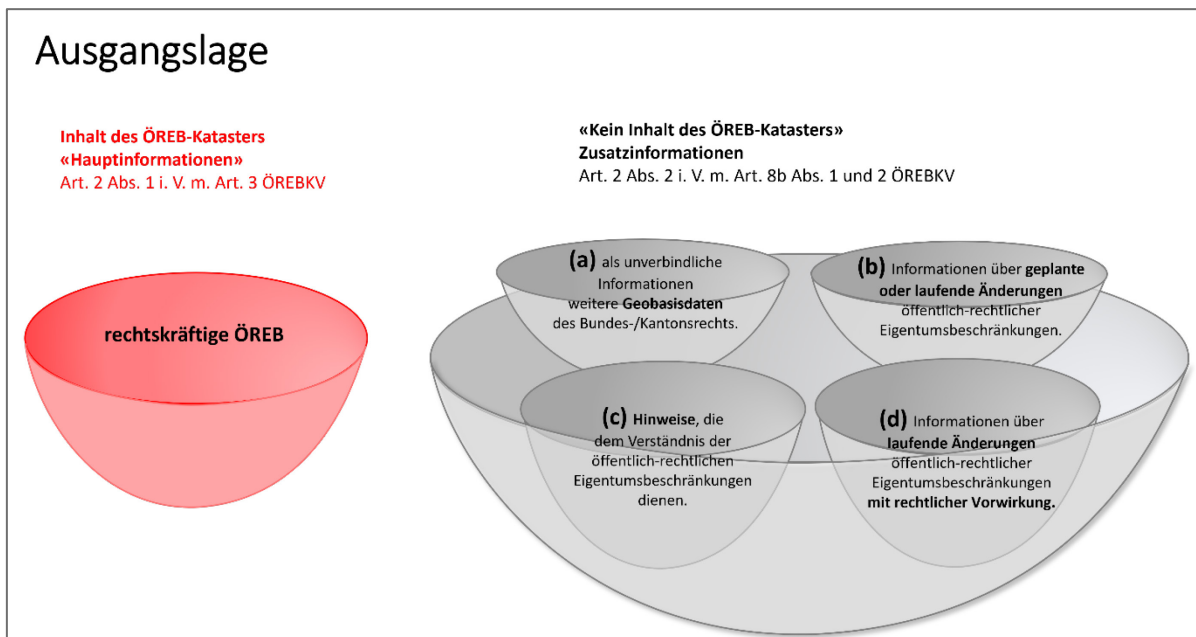 Ausgangslage
Inhalt des ÖREB-Katasters
«Hauptinformationen»
Art. 2 Abs. 1 i. V. m. Art. 3 ÖREBKV
«Kein Inhalt des ÖREB-Katasters»
Zusatzinformationen
Art. 2 Abs. 2 i. V. m. Art. 8b Abs. 1 und 2 ÖREBKV
rechtskräftige ÖREB
(a) als unverbindliche
Informationen
weitere Geobasisdaten
des Bundes-/Kantonsrechts.
(b) Informationen über geplante
oder laufende Änderungen
öffentlich-rechtlicher
Eigentumsbeschränkungen.
(c) Hinweise, die
dem Verständnis der
öffentlich-rechtlichen
Eigentumsbeschränkungen
dienen.
(d) Informationen über
laufende Änderungen
öffentlich-rechtlicher
Eigentumsbeschränkungen
mit rechtlicher Vorwirkung.